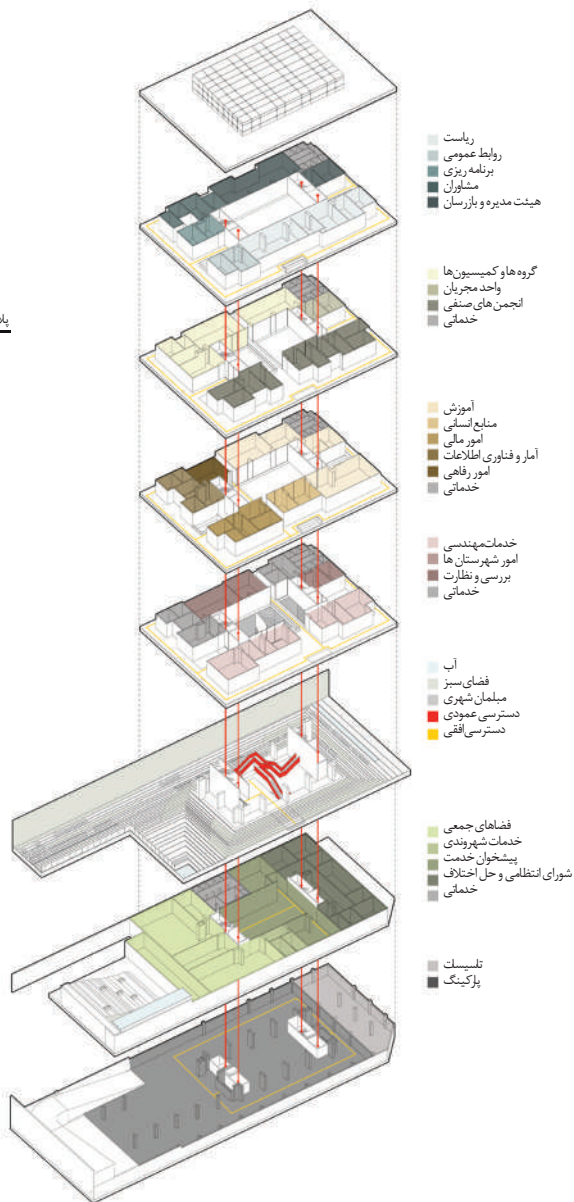 ریاست
روابط عمومی
برنامه ریزی
مشاوران
هیئت مدیره و بازرسان
گروه ها و کمیسیون‌ها
واحد مجریان
انجمن های صنفی
خدماتی
پلا
آموزش
منابع انسانی
امور مالی
آمار و فناوری اطلاعات
امور رفاهی
خدماتی
خدمات مهندسی
امور شهرستان ها
بررسی و نظارت
خدماتی
آب
فضای سبز
مبلمان شهری
دسترسی عمودی
دسترسی افقی
فضاهای جمعی
خدمات شهروندی
پیشخوان خدمت
شورای انتظامی و حل اختلاف
خدماتی
تاسیسات
پارکینگ